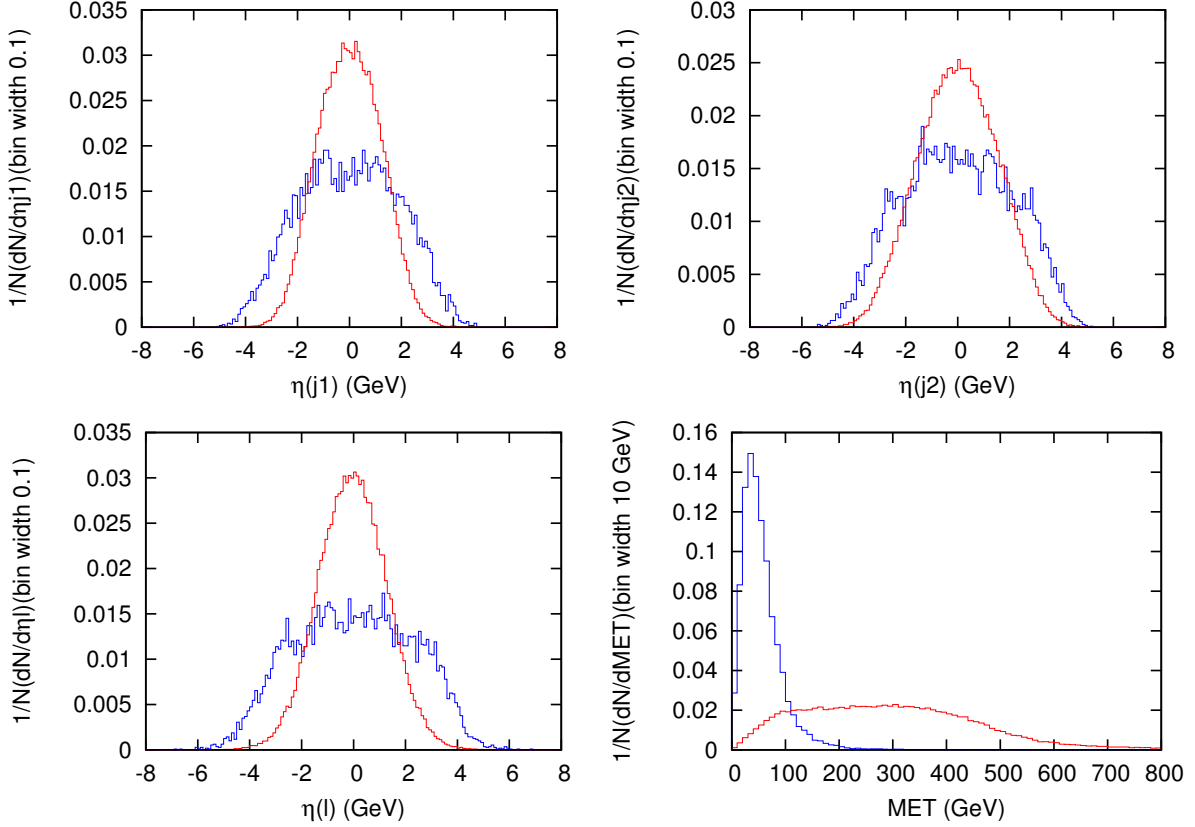 1/N(dN/dηj1)(bin width 0.1)
0.035
0.03
0.025
0.02
0.015
0.01
0.005
0
-8 -6 -4 -2 0 2 4 6 8
η(j1) (GeV)
1/N(dN/dηj2)(bin width 0.1)
0.03
0.025
0.02
0.015
0.01
0.005
0
-8 -6 -4 -2 0 2 4 6 8
η(j2) (GeV)
1/N(dN/dηl)(bin width 0.1)
0.035
0.03
0.025
0.02
0.015
0.01
0.005
0
-8 -6 -4 -2 0 2 4 6 8
η(l) (GeV)
1/N(dN/dMET)(bin width 10 GeV)
0.16
0.14
0.12
0.1
0.08
0.06
0.04
0.02
0
0 100 200 300 400 500 600 700 800
MET (GeV)